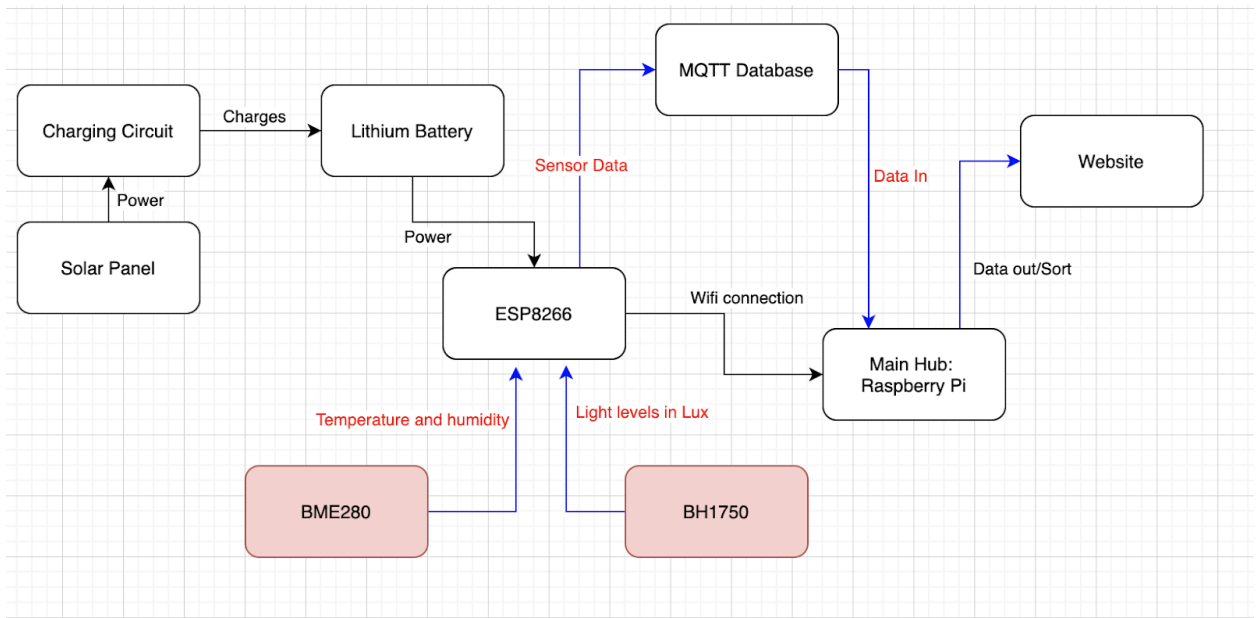 MQTT Database
Charging Circuit
Charges
Lithium Battery
Website
Sensor Data
Data In
Power
Power
Solar Panel
Data out/Sort
Wifi connection
ESP8266
Main Hub:
Raspberry Pi
Temperature and humidity
Light levels in Lux
BME280
BH1750